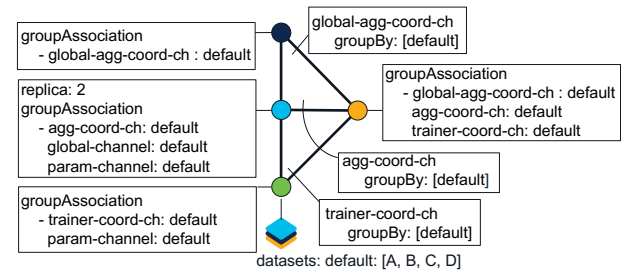 global-agg-coord-ch
groupBy: [default]
groupAssociation
- global-agg-coord-ch : default
replica: 2
groupAssociation
- agg-coord-ch: default
global-channel: default
param-channel: default
groupAssociation
- global-agg-coord-ch : default
agg-coord-ch: default
trainer-coord-ch: default
agg-coord-ch
groupBy: [default]
groupAssociation
- trainer-coord-ch: default
param-channel: default
trainer-coord-ch
groupBy: [default]
datasets: default: [A, B, C, D]